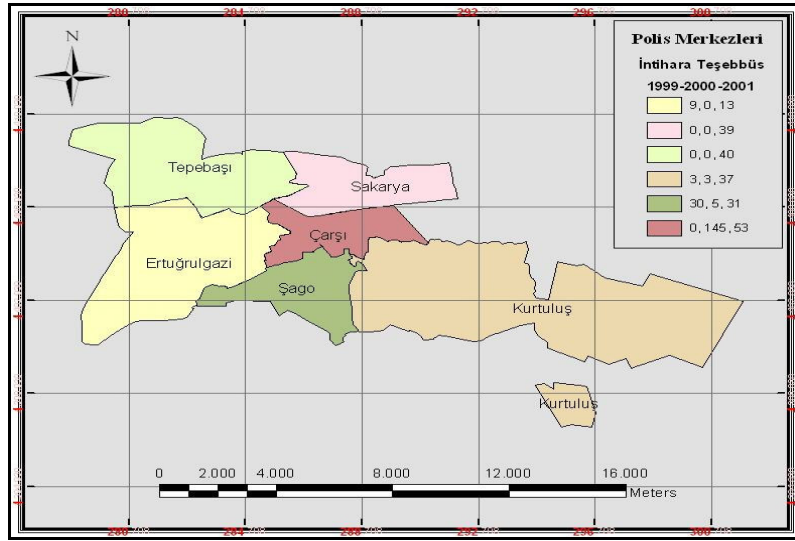 280
284
288
292
296
300
N
Polis Merkezleri
İntihara Teşebbüs
1999-2000-2001
9, 0, 13
0, 0, 39
0, 0, 40
3, 3, 37
30, 5, 31
0, 145, 53
Tepebaşı
Sakarya
Çarşı
Ertuğrulgazi
Şago
Kurtuluş
Kurtuluş
0 2.000 4.000 8.000 12.000 16.000
Meters
280
284
288
292
296
300